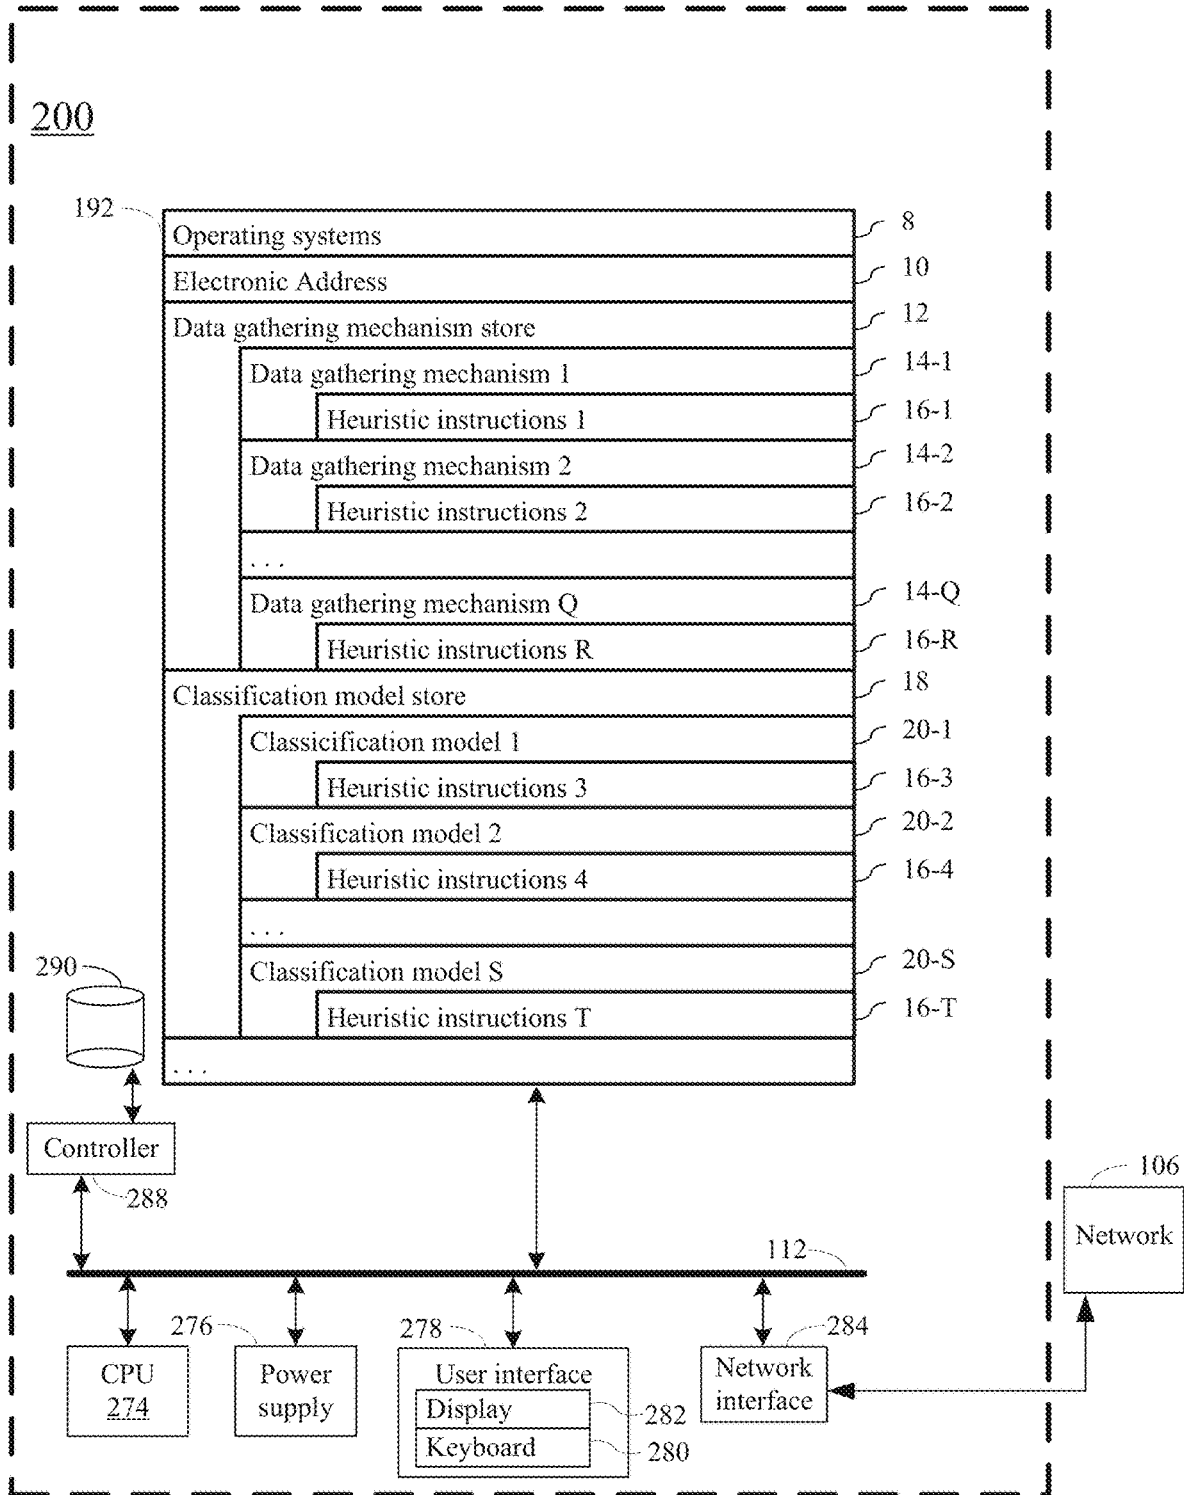 200
192
Operating systems
8
Electronic Address
10
Data gathering mechanism store
12
Data gathering mechanism 1
14-1
Heuristic instructions 1
16-1
Data gathering mechanism 2
14-2
Heuristic instructions 2
16-2
. . .
Data gathering mechanism Q
14-Q
Heuristic instructions R
16-R
Classification model store
18
Classicification model 1
20-1
Heuristic instructions 3
16-3
Classification model 2
20-2
Heuristic instructions 4
16-4
. . .
Classification model S
20-S
Heuristic instructions T
16-T
. . .
290
Controller
288
106
Network
112
CPU
274
276
Power
supply
278
User interface
Display
282
Keyboard
280
284
Network
interface